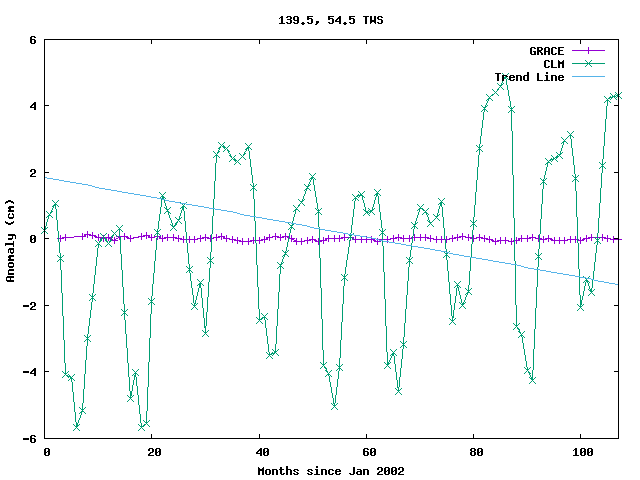 139.5, 54.5 TWS
GRACE
CLM
Trend Line
6
4
2
0
-2
-4
-6
Anomaly (cm)
0 20 40 60 80 100
Months since Jan 2002